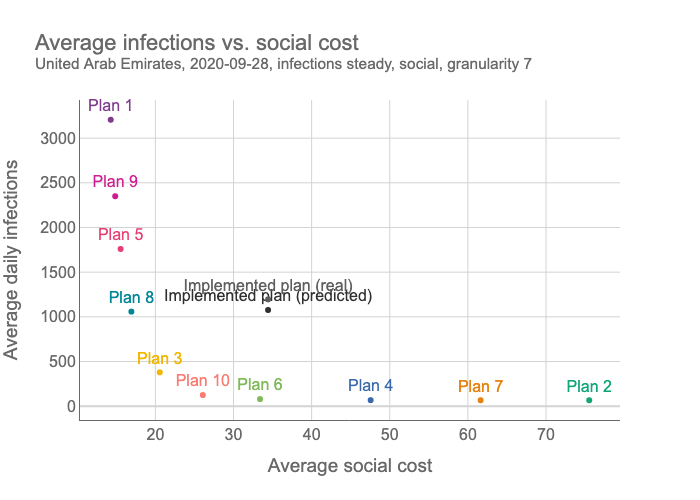 Average infections vs. social cost
United Arab Emirates, 2020-09-28, infections steady, social, granularity 7
Plan 1
3000
Plan 9
2500
Plan 5
2000
Implemented plan (real)
Plan 8
Implemented plan (predicted)
1500
1000
Plan 3
500
Plan 10
Plan 6
Plan 4
Plan 7
Plan 2
0
20
30
40
50
60
70
Average social cost
Average daily infections